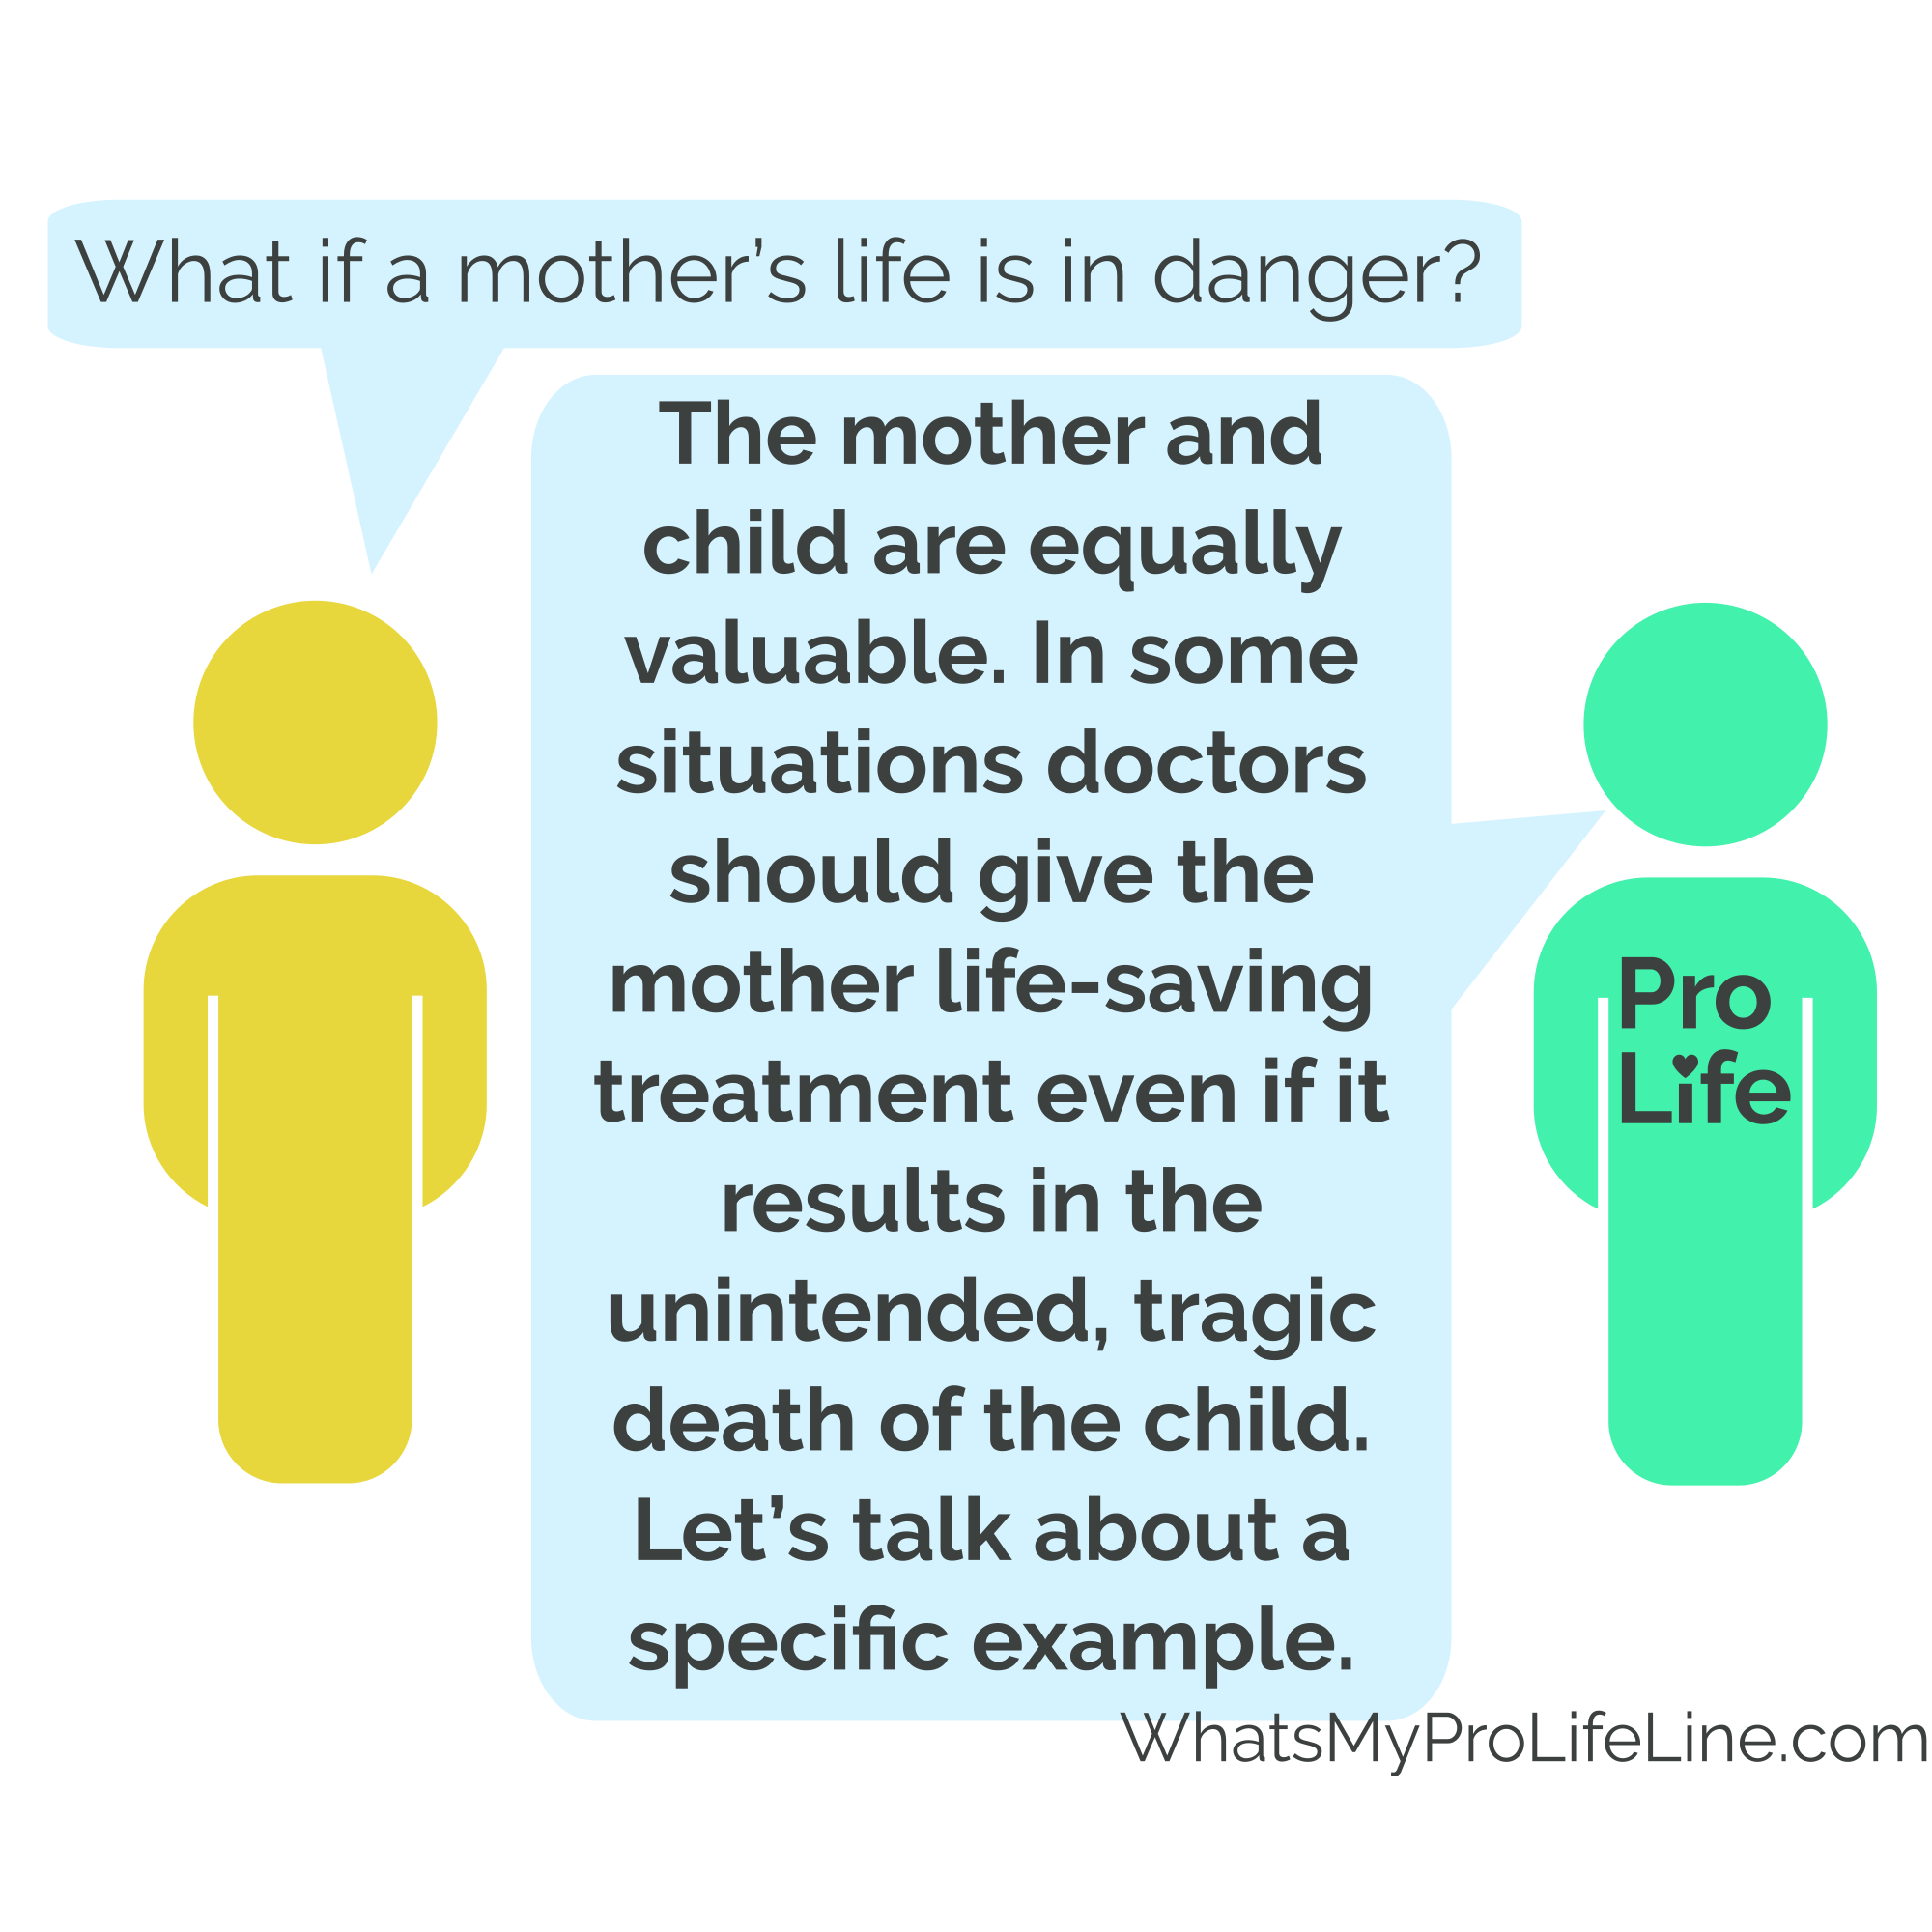 What if a mother’s life is in danger?
The mother and
child are equally
valuable. In some
situations doctors
should give the
mother life-saving
treatment even if it
results in the
unintended, tragic
death of the child.
Let’s talk about a
specific example.
Pro
Life
WhatsMyProLifeLine.com